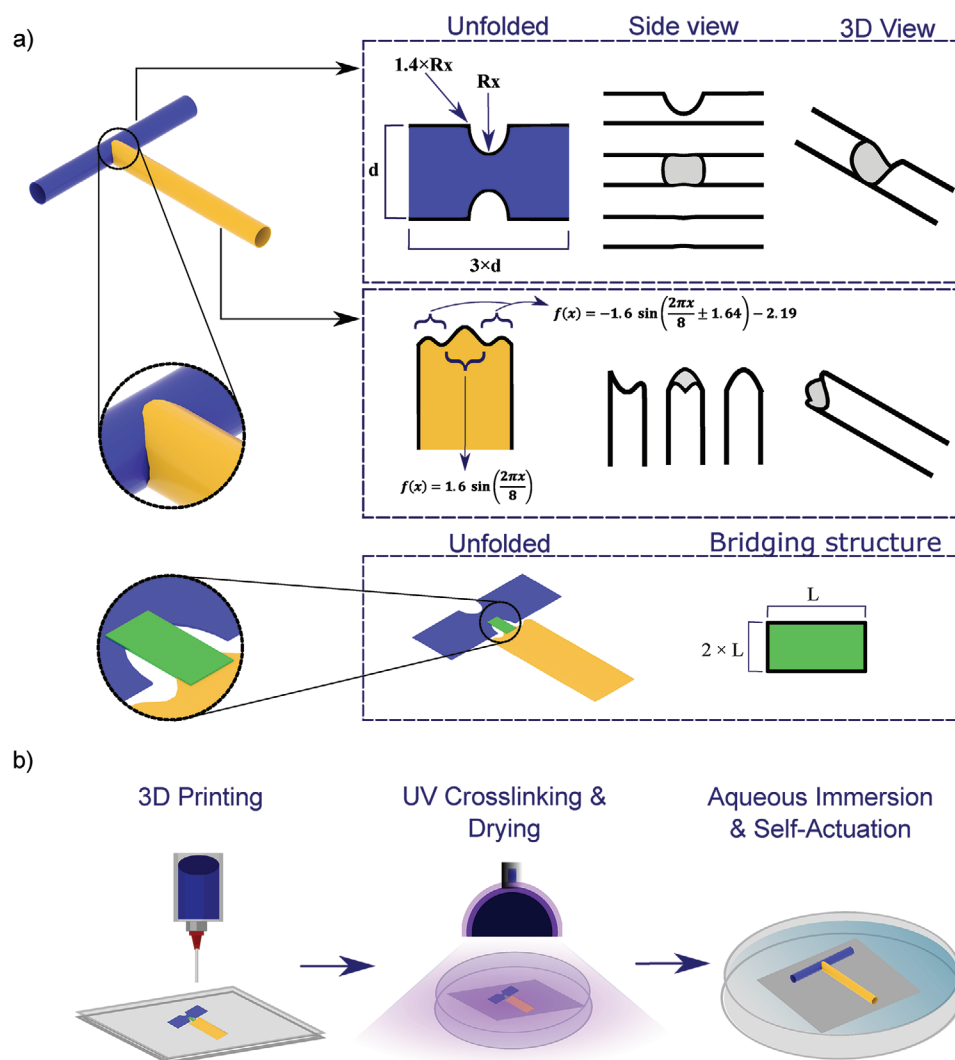 a)
Unfolded
Side view
3D View
1.4×Rx
Rx
d
3×d
f(x) = −1.6 sin(2πx/8 ± 1.64) − 2.19
f(x) = 1.6 sin(2πx/8)
Unfolded
Bridging structure
L
2 × L
b)
3D Printing
UV Crosslinking &
Drying
Aqueous Immersion
& Self-Actuation